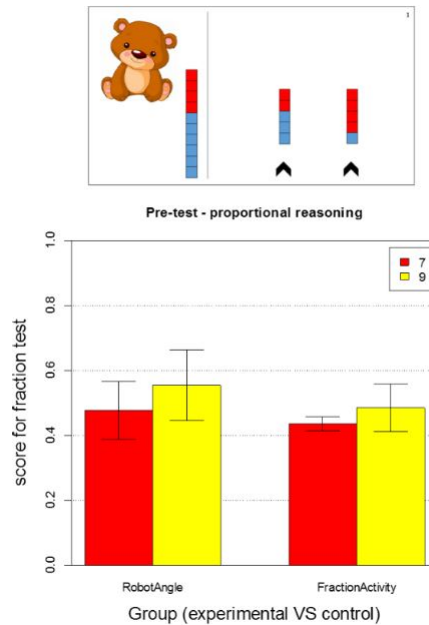 1
Pre-test - proportional reasoning
1.0
7
9
0.8
0.6
0.4
0.2
0.0
score for fraction test
RobotAngle
FractionActivity
Group (experimental VS control)